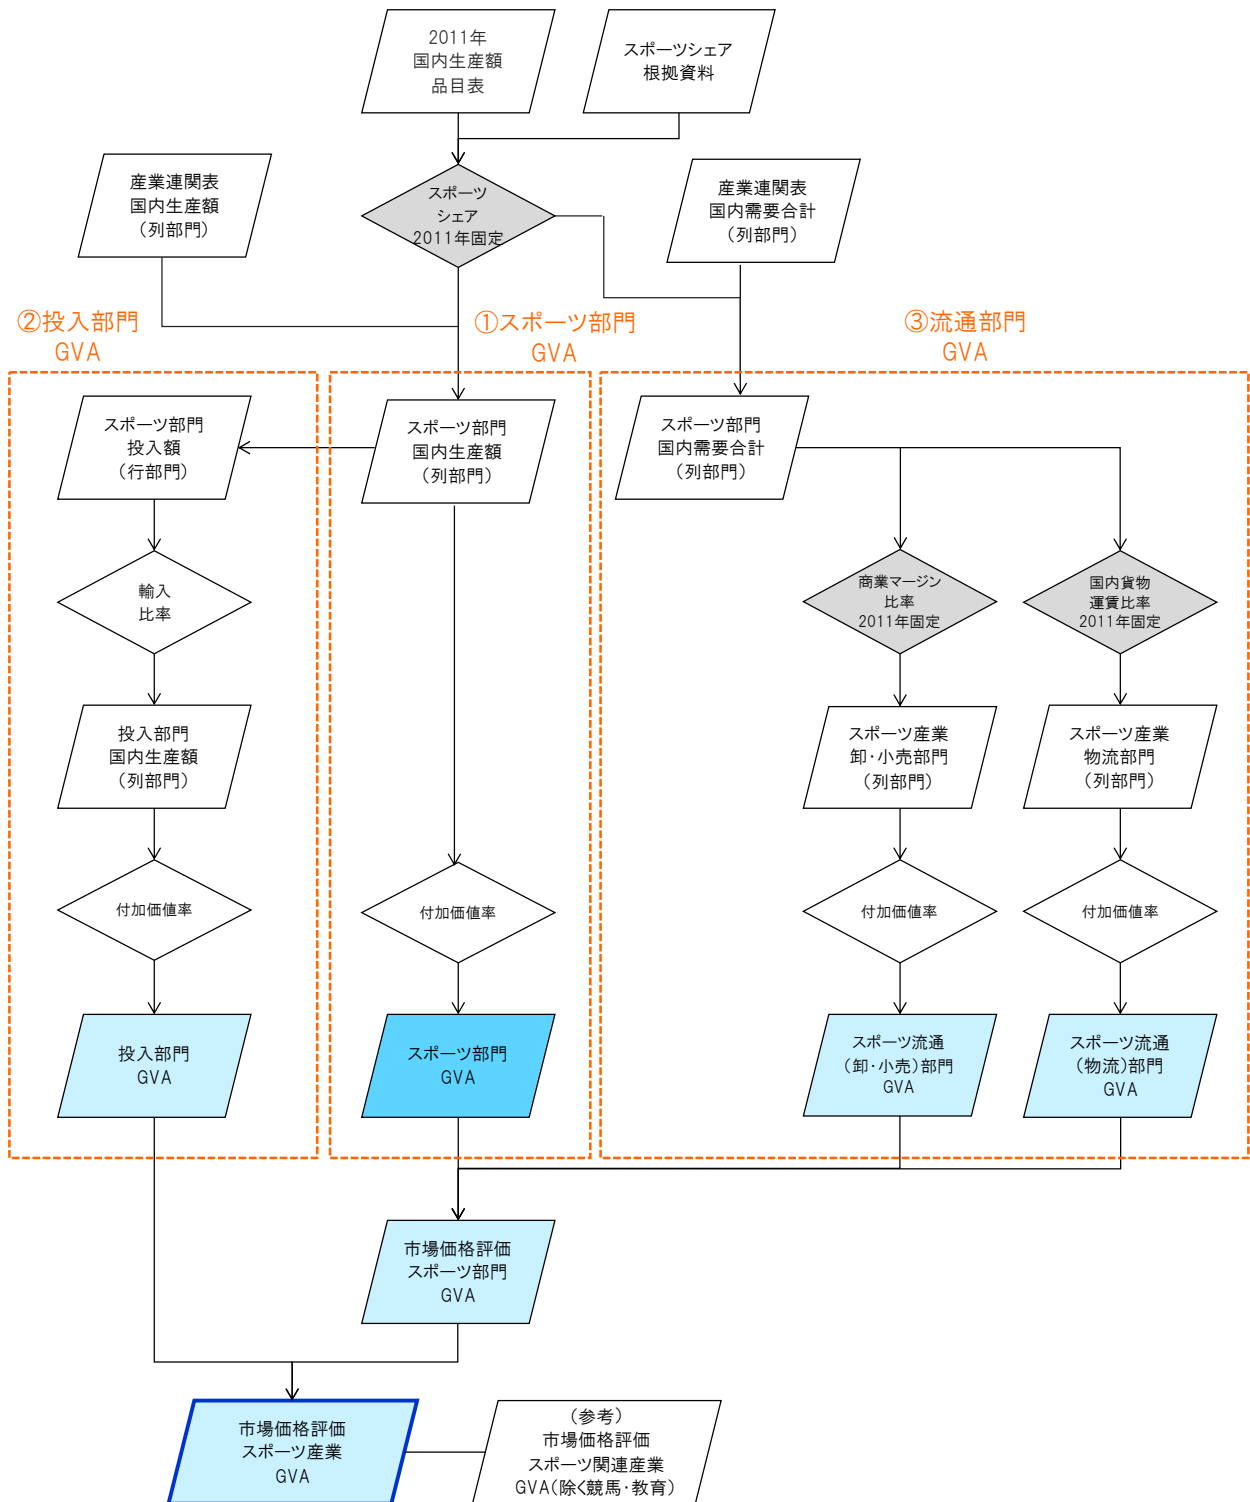 2011年
国内生産額
品目表
スポーツシェア
根拠資料
産業連関表
国内生産額
（列部門）
スポーツ
シェア
2011年固定
産業連関表
国内需要合計
（列部門）
②投入部門
GVA
①スポーツ部門
GVA
③流通部門
GVA
スポーツ部門
投入額
（行部門）
スポーツ部門
国内生産額
（列部門）
スポーツ部門
国内需要合計
（列部門）
輸入
比率
商業マージン
比率
2011年固定
国内貨物
運賃比率
2011年固定
投入部門
国内生産額
（列部門）
スポーツ産業
卸・小売部門
（列部門）
スポーツ産業
物流部門
（列部門）
付加価値率
付加価値率
付加価値率
付加価値率
投入部門
GVA
スポーツ部門
GVA
スポーツ流通
（卸・小売）部門
GVA
スポーツ流通
（物流）部門
GVA
市場価格評価
スポーツ部門
GVA
市場価格評価
スポーツ産業
GVA
（参考）
市場価格評価
スポーツ関連産業
GVA（除く競馬・教育）